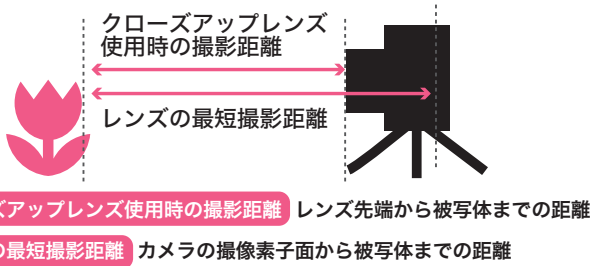 クローズアップレンズ
使用時の撮影距離
レンズの最短撮影距離
ズアップレンズ使用時の撮影距離 レンズ先端から被写体までの距離
の最短撮影距離 カメラの撮像素子面から被写体までの距離